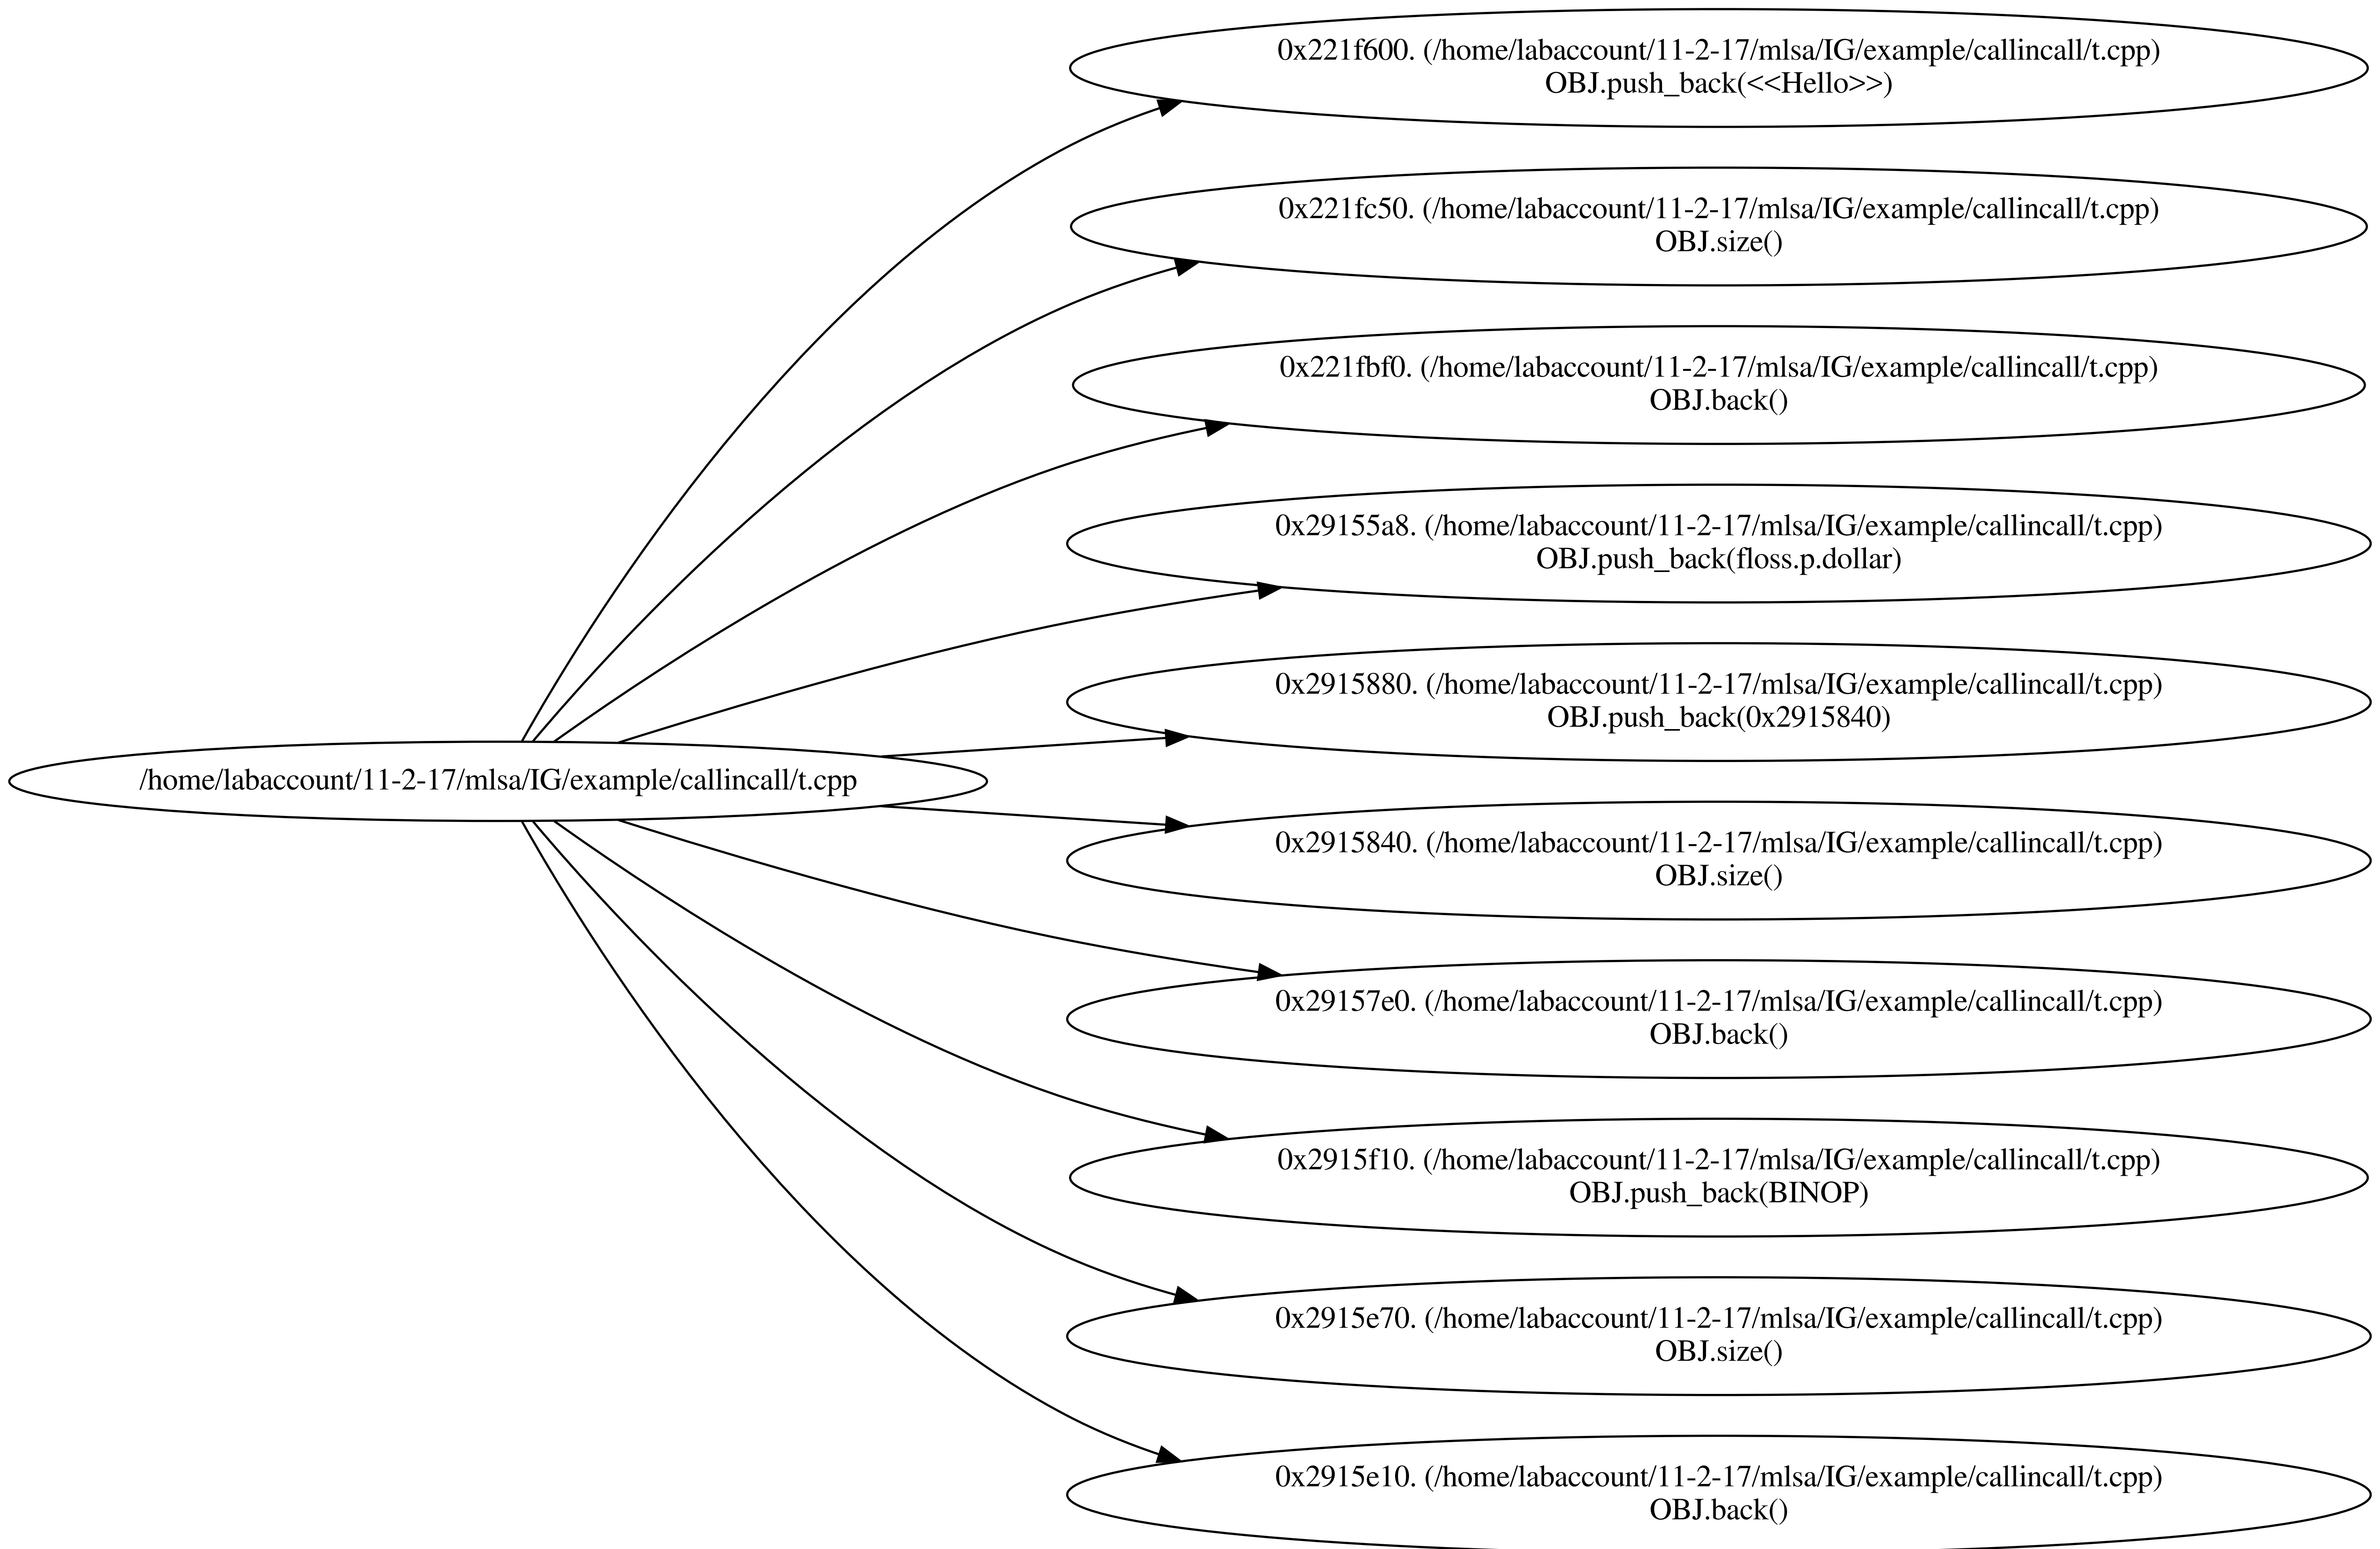 0x221f600. (/home/labaccount/11-2-17/mlsa/IG/example/callincall/t.cpp)
OBJ.push_back(<<Hello>>)
0x221fc50. (/home/labaccount/11-2-17/mlsa/IG/example/callincall/t.cpp)
OBJ.size()
0x221fbf0. (/home/labaccount/11-2-17/mlsa/IG/example/callincall/t.cpp)
OBJ.back()
0x29155a8. (/home/labaccount/11-2-17/mlsa/IG/example/callincall/t.cpp)
OBJ.push_back(floss.p.dollar)
0x2915880. (/home/labaccount/11-2-17/mlsa/IG/example/callincall/t.cpp)
OBJ.push_back(0x2915840)
/home/labaccount/11-2-17/mlsa/IG/example/callincall/t.cpp
0x2915840. (/home/labaccount/11-2-17/mlsa/IG/example/callincall/t.cpp)
OBJ.size()
0x29157e0. (/home/labaccount/11-2-17/mlsa/IG/example/callincall/t.cpp)
OBJ.back()
0x2915f10. (/home/labaccount/11-2-17/mlsa/IG/example/callincall/t.cpp)
OBJ.push_back(BINOP)
0x2915e70. (/home/labaccount/11-2-17/mlsa/IG/example/callincall/t.cpp)
OBJ.size()
0x2915e10. (/home/labaccount/11-2-17/mlsa/IG/example/callincall/t.cpp)
OBJ.back()